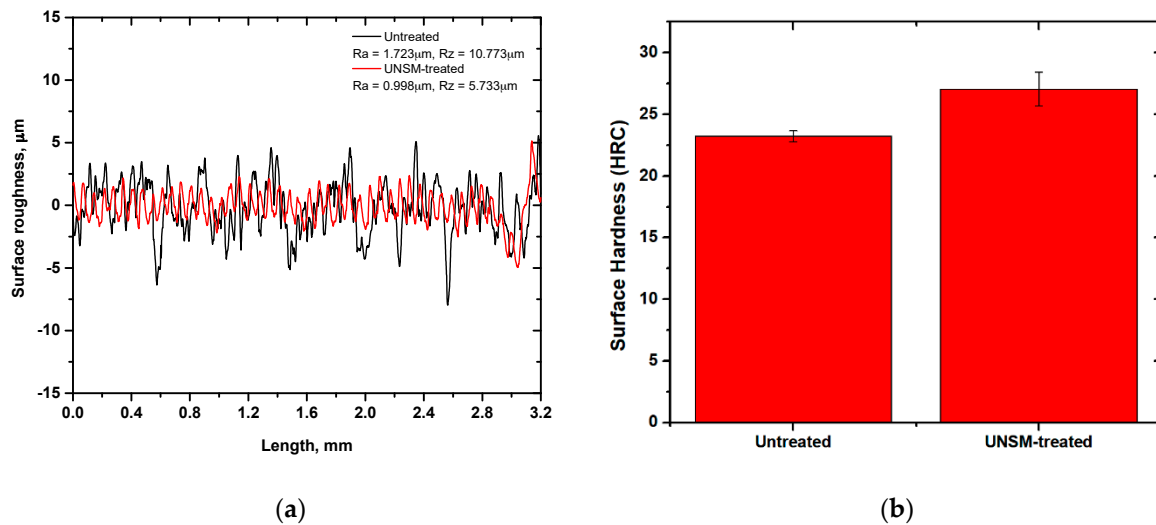 15
10
5
0
-5
-10
-15
Surface roughness, μm
Untreated
Ra = 1.723μm, Rz = 10.773μm
UNSM-treated
Ra = 0.998μm, Rz = 5.733μm
0.0 0.4 0.8 1.2 1.6 2.0 2.4 2.8 3.2
Length, mm
(a)
30
25
20
15
10
5
0
Surface Hardness (HRC)
Untreated UNSM-treated
(b)